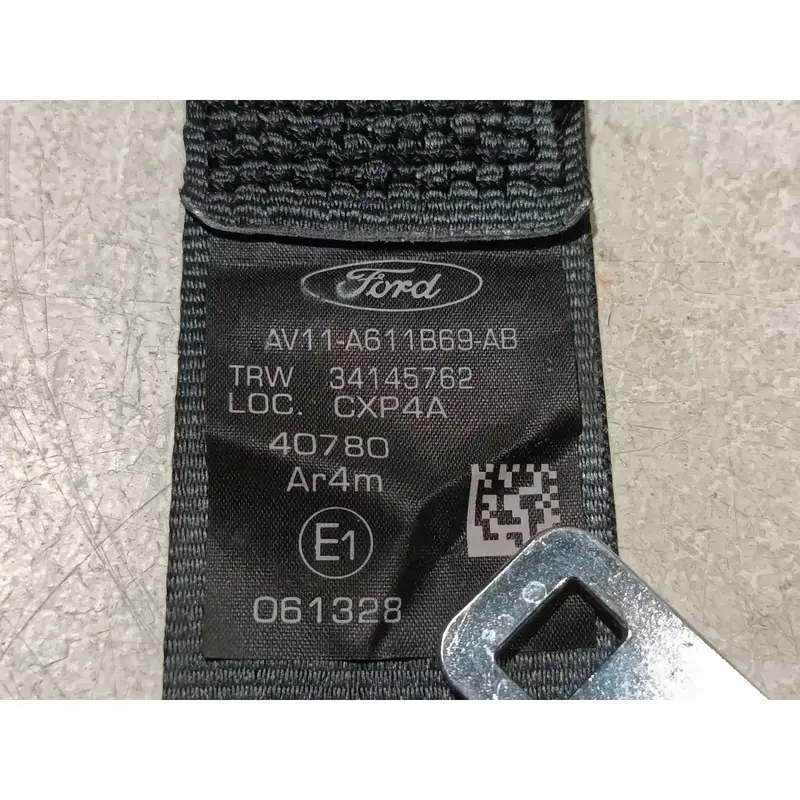 Ford
AV11-A611B69-AB
TRW 34145762
LOC. CXP4A
40780
Ar4m
E1
061328